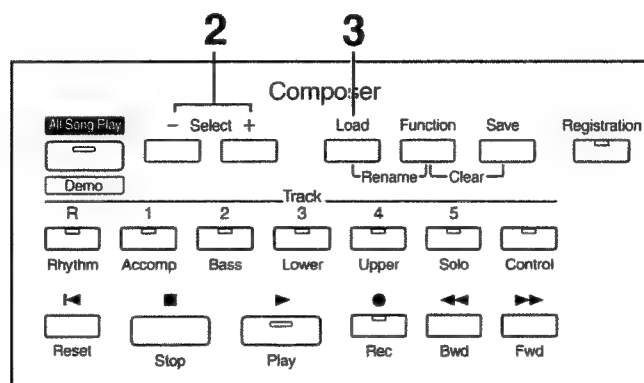 2 3
Composer
All Song Play - Select + Load Function Save Registration
Demo Rename Clear
Track
R 1 2 3 4 5
Rhythm Accomp Bass Lower Upper Solo Control
Reset Stop Play Rec Bwd Fwd